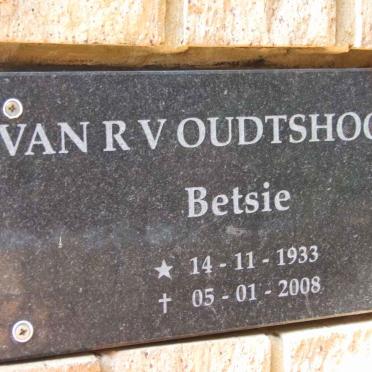 VAN R V OUDTSHOO
Betsie
★ 14 - 11 - 1933
✝ 05 - 01 - 2008